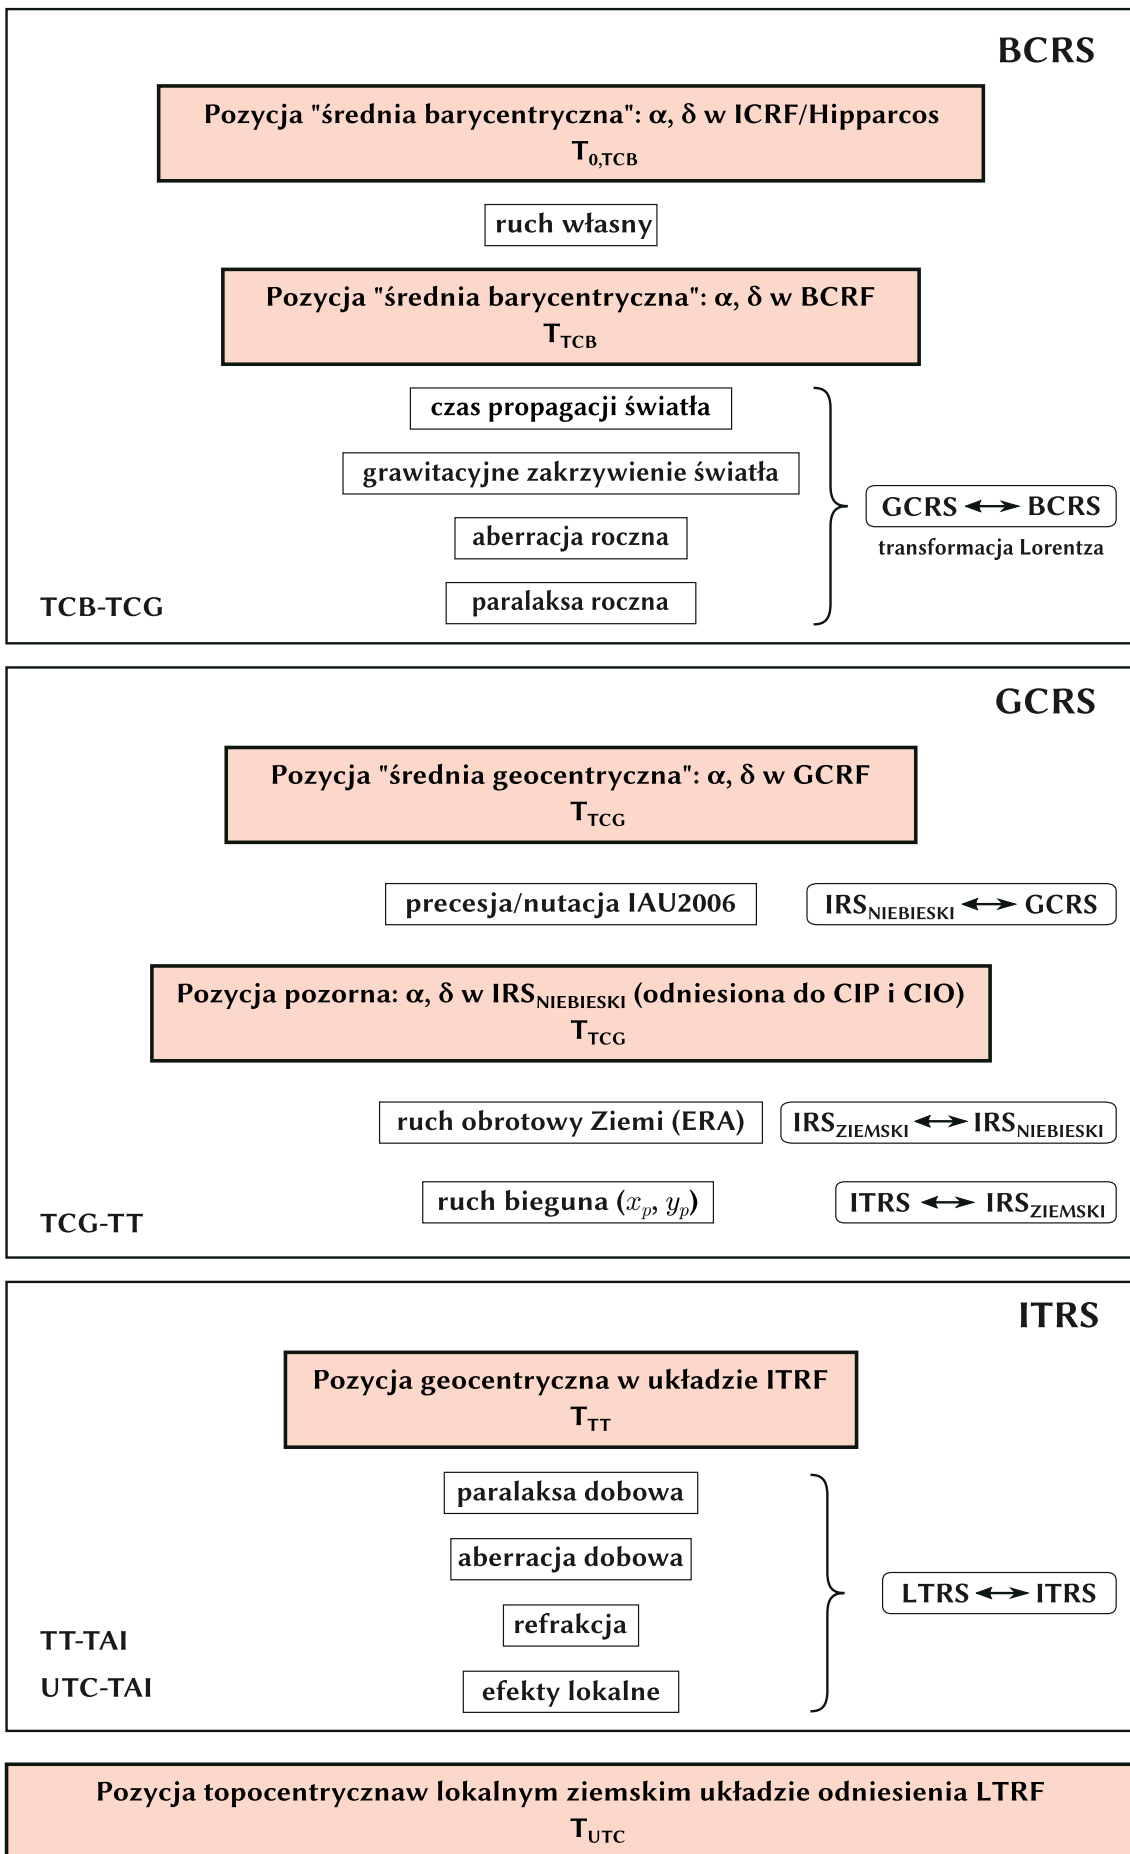 BCRS
Pozycja "średnia barycentryczna": α, δ w ICRF/Hipparcos
T0,TCB
ruch własny
Pozycja "średnia barycentryczna": α, δ w BCRF
TTCB
czas propagacji światła
grawitacyjne zakrzywienie światła
GCRS ↔ BCRS
aberracja roczna
transformacja Lorentza
paralaksa roczna
TCB-TCG
GCRS
Pozycja "średnia geocentryczna": α, δ w GCRF
TTCG
precesja/nutacja IAU2006
IRSNIEBIESKI ↔ GCRS
Pozycja pozorna: α, δ w IRSNIEBIESKI (odniesiona do CIP i CIO)
TTCG
ruch obrotowy Ziemi (ERA)
IRSZIEMSKI ↔ IRSNIEBIESKI
ruch bieguna (xp, yp)
ITRS ↔ IRSZIEMSKI
TCG-TT
ITRS
Pozycja geocentryczna w układzie ITRF
TTT
paralaksa dobowa
aberracja dobowa
LTRS ↔ ITRS
refrakcja
TT-TAI
efekty lokalne
UTC-TAI
Pozycja topocentrycznaw lokalnym ziemskim układzie odniesienia LTRF
TUTC